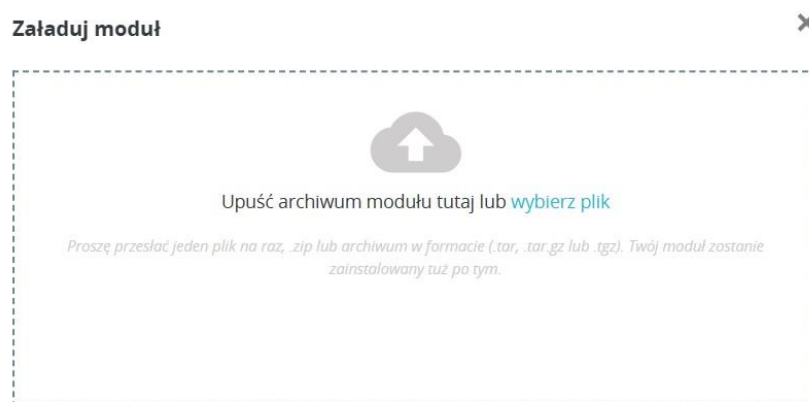 Załaduj moduł
Upuść archiwum modułu tutaj lub wybierz plik
Proszę przesłać jeden plik na raz, .zip lub archiwum w formacie (.tar, .tar.gz lub .tgz). Twój moduł zostanie
zainstalowany tuż po tym.